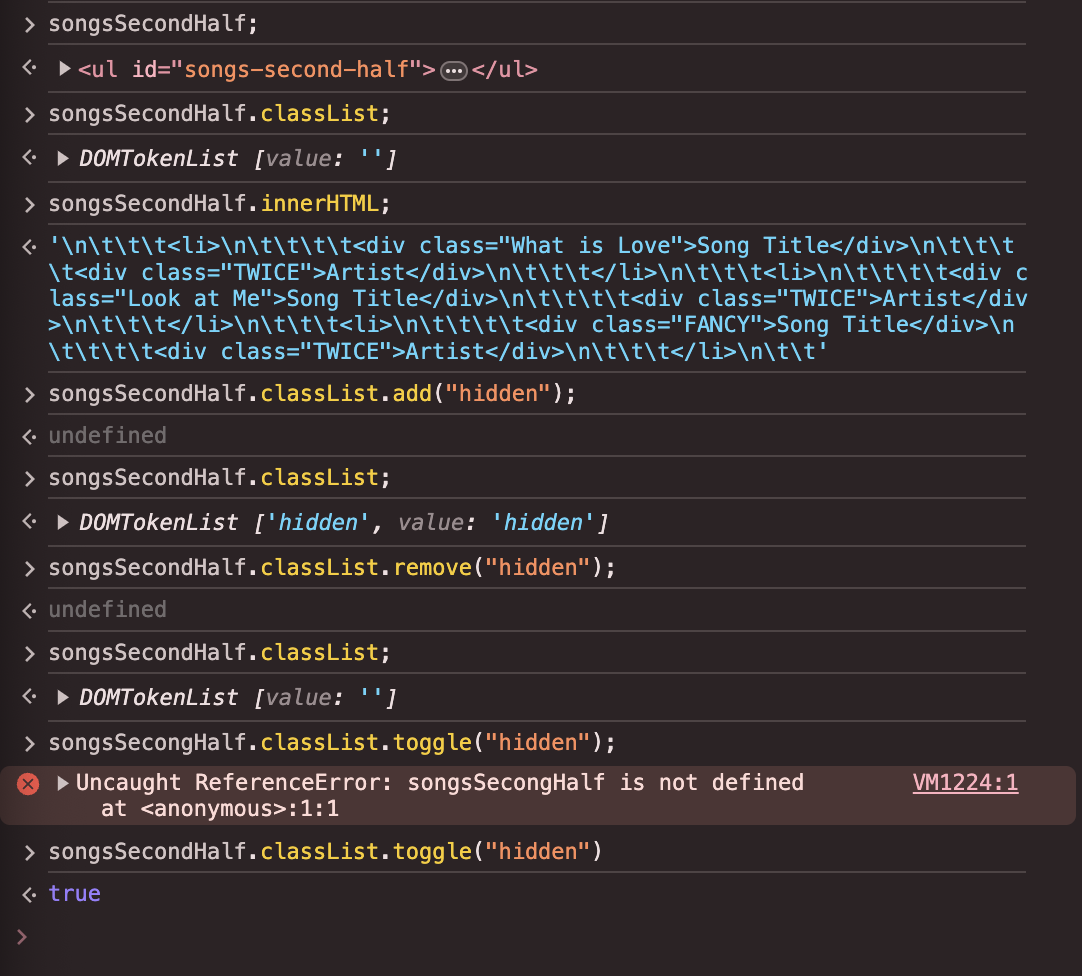 songsSecondHalf;
<ul id="songs-second-half">…</ul>
songsSecondHalf.classList;
DOMTokenList [value: '']
songsSecondHalf.innerHTML;
'\n\t\t\t<li>\n\t\t\t\t<div class="What is Love">Song Title</div>\n\t\t\t
\t<div class="TWICE">Artist</div>\n\t\t\t</li>\n\t\t\t<li>\n\t\t\t\t<div c
lass="Look at Me">Song Title</div>\n\t\t\t\t<div class="TWICE">Artist</div
>\n\t\t\t</li>\n\t\t\t<li>\n\t\t\t\t<div class="FANCY">Song Title</div>\n
\t\t\t\t<div class="TWICE">Artist</div>\n\t\t\t</li>\n\t\t'
songsSecondHalf.classList.add("hidden");
undefined
songsSecondHalf.classList;
DOMTokenList ['hidden', value: 'hidden']
songsSecondHalf.classList.remove("hidden");
undefined
songsSecondHalf.classList;
DOMTokenList [value: '']
songsSecongHalf.classList.toggle("hidden");
Uncaught ReferenceError: songsSecongHalf is not defined VM1224:1
at <anonymous>:1:1
songsSecondHalf.classList.toggle("hidden")
true